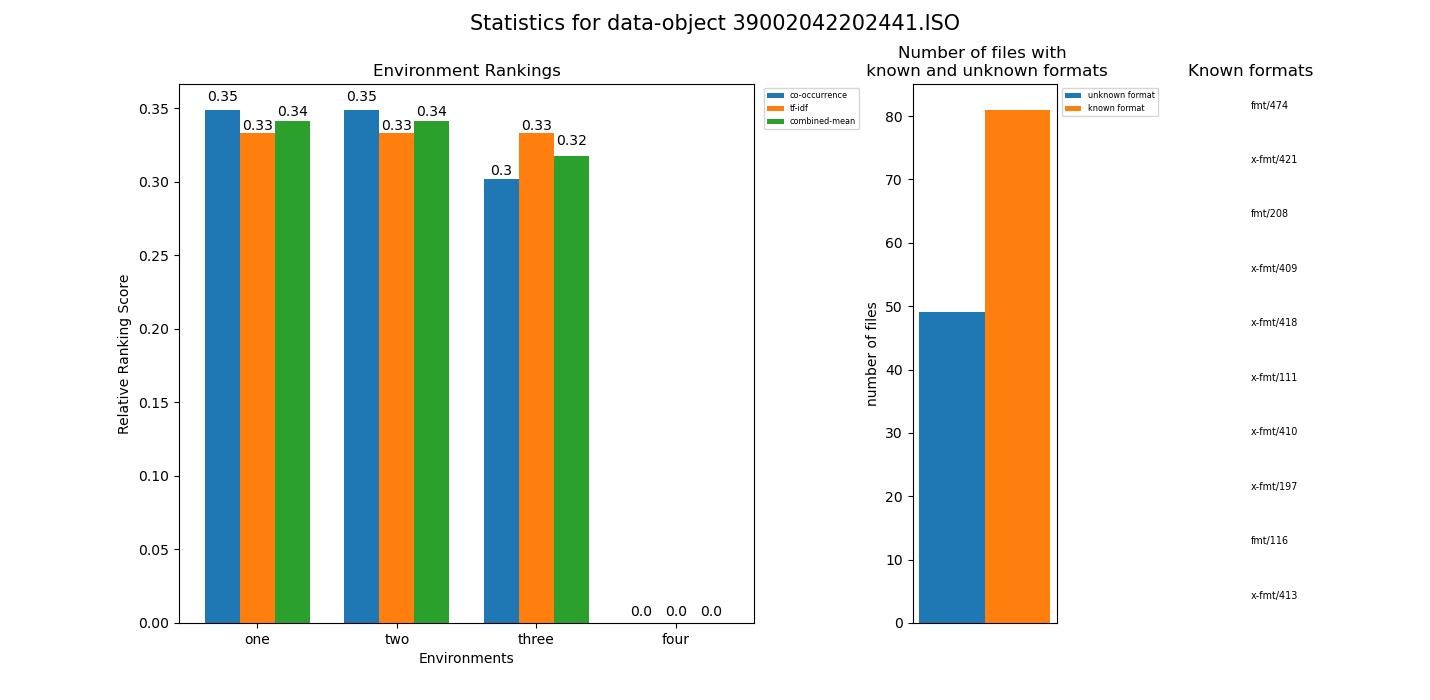 Statistics for data-object 39002042202441.ISO
Environment Rankings
0.35
0.30
0.25
0.20
0.15
0.10
0.05
0.00
Relative Ranking Score
0.35
0.33
0.34
0.35
0.33
0.34
0.3
0.33
0.32
0.0
0.0
0.0
one
two
three
four
Environments
co-occurrence
tf-idf
combined-mean
Number of files with
known and unknown formats
80
70
60
50
40
30
20
10
0
number of files
unknown format
known format
Known formats
fmt/474
x-fmt/421
fmt/208
x-fmt/409
x-fmt/418
x-fmt/111
x-fmt/410
x-fmt/197
fmt/116
x-fmt/413